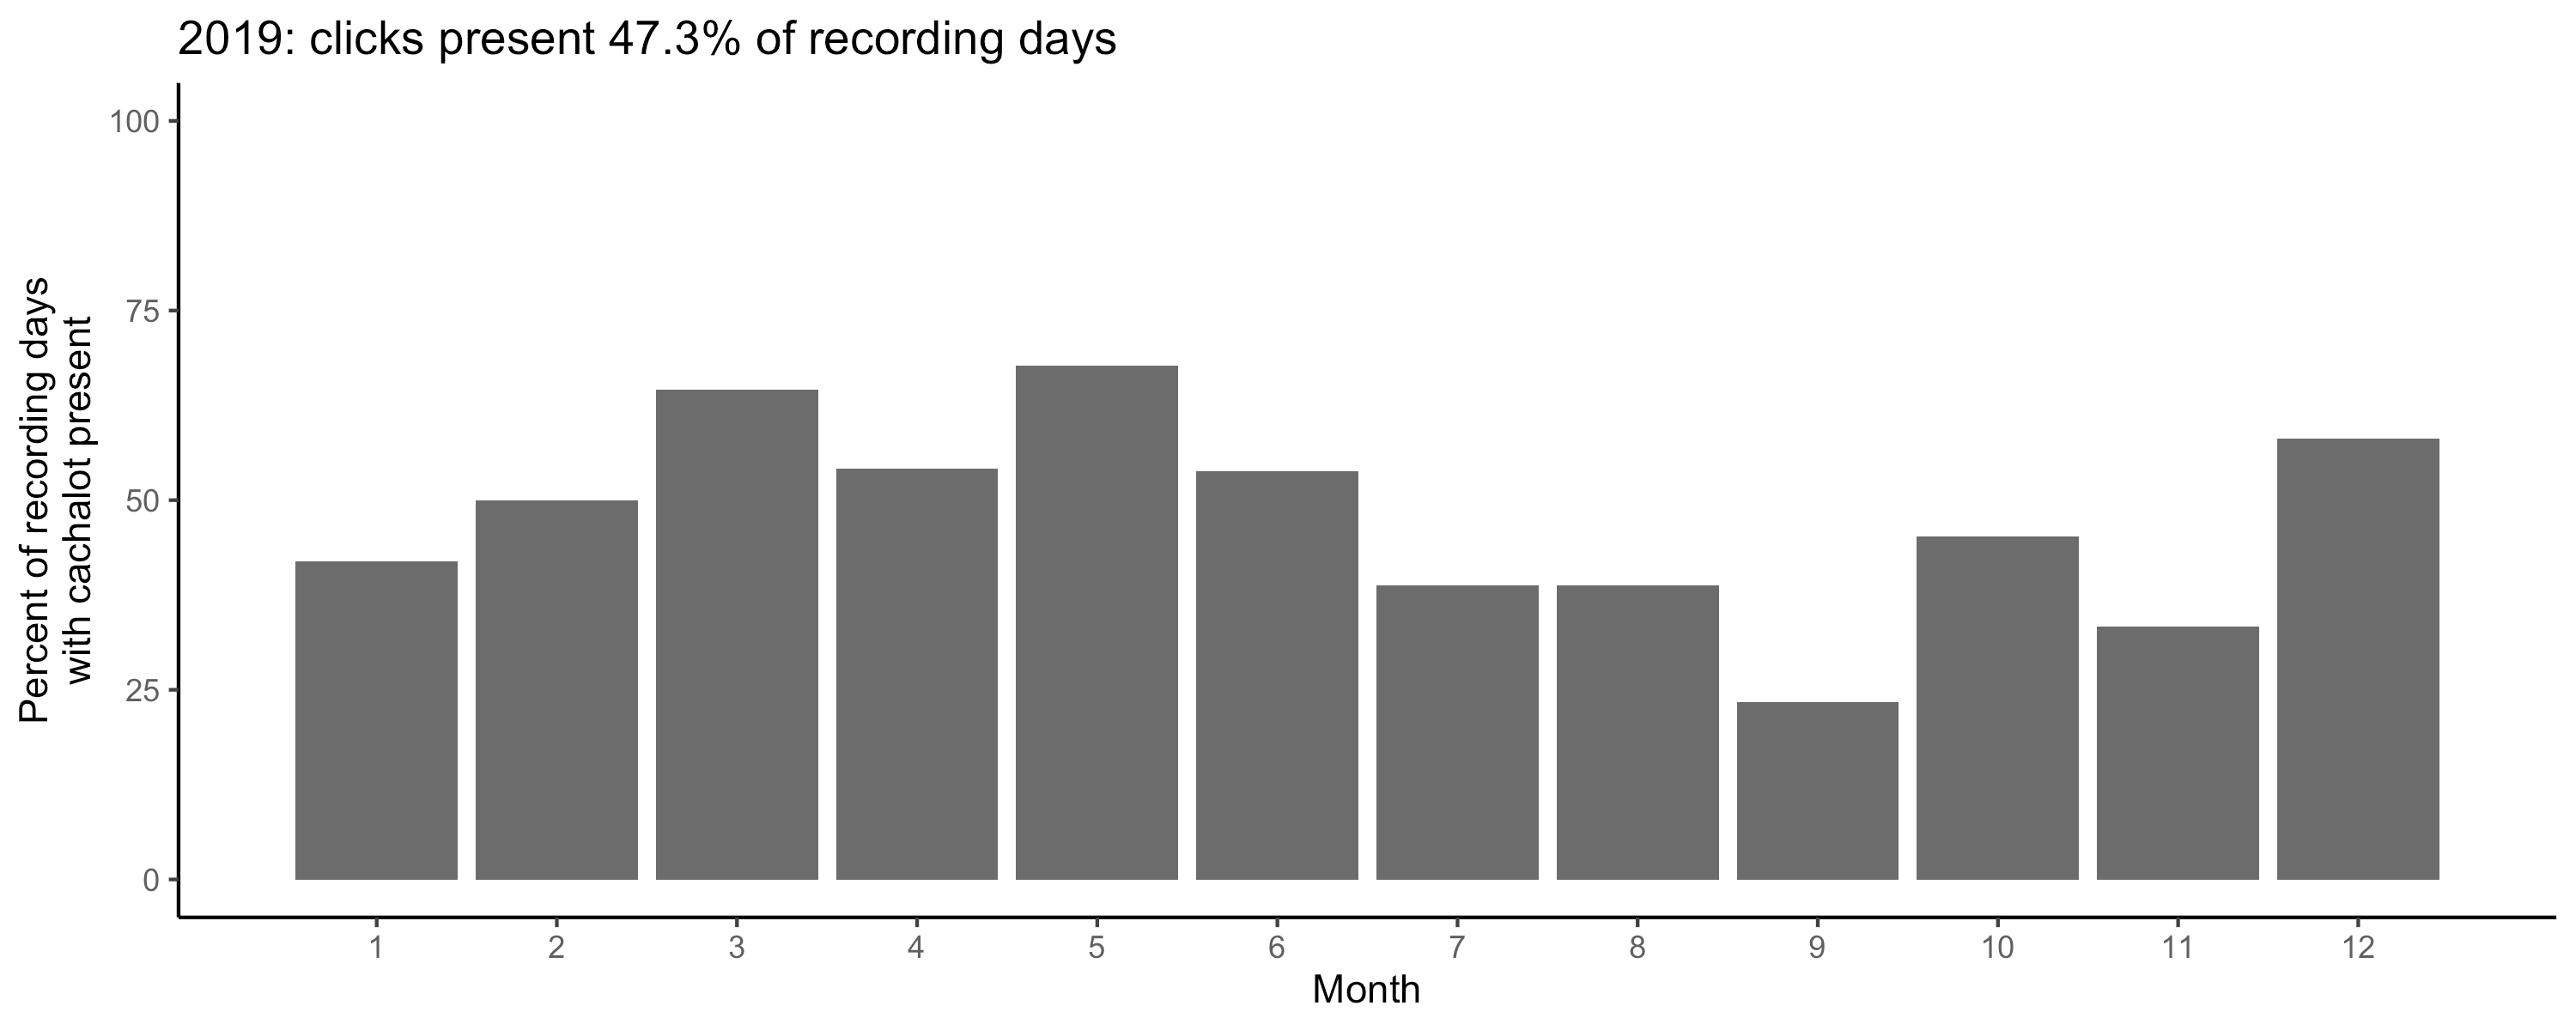 2019: clicks present 47.3% of recording days
Percent of recording days
with cachalot present
100
75
50
25
0
1 2 3 4 5 6 7 8 9 10 11 12
Month